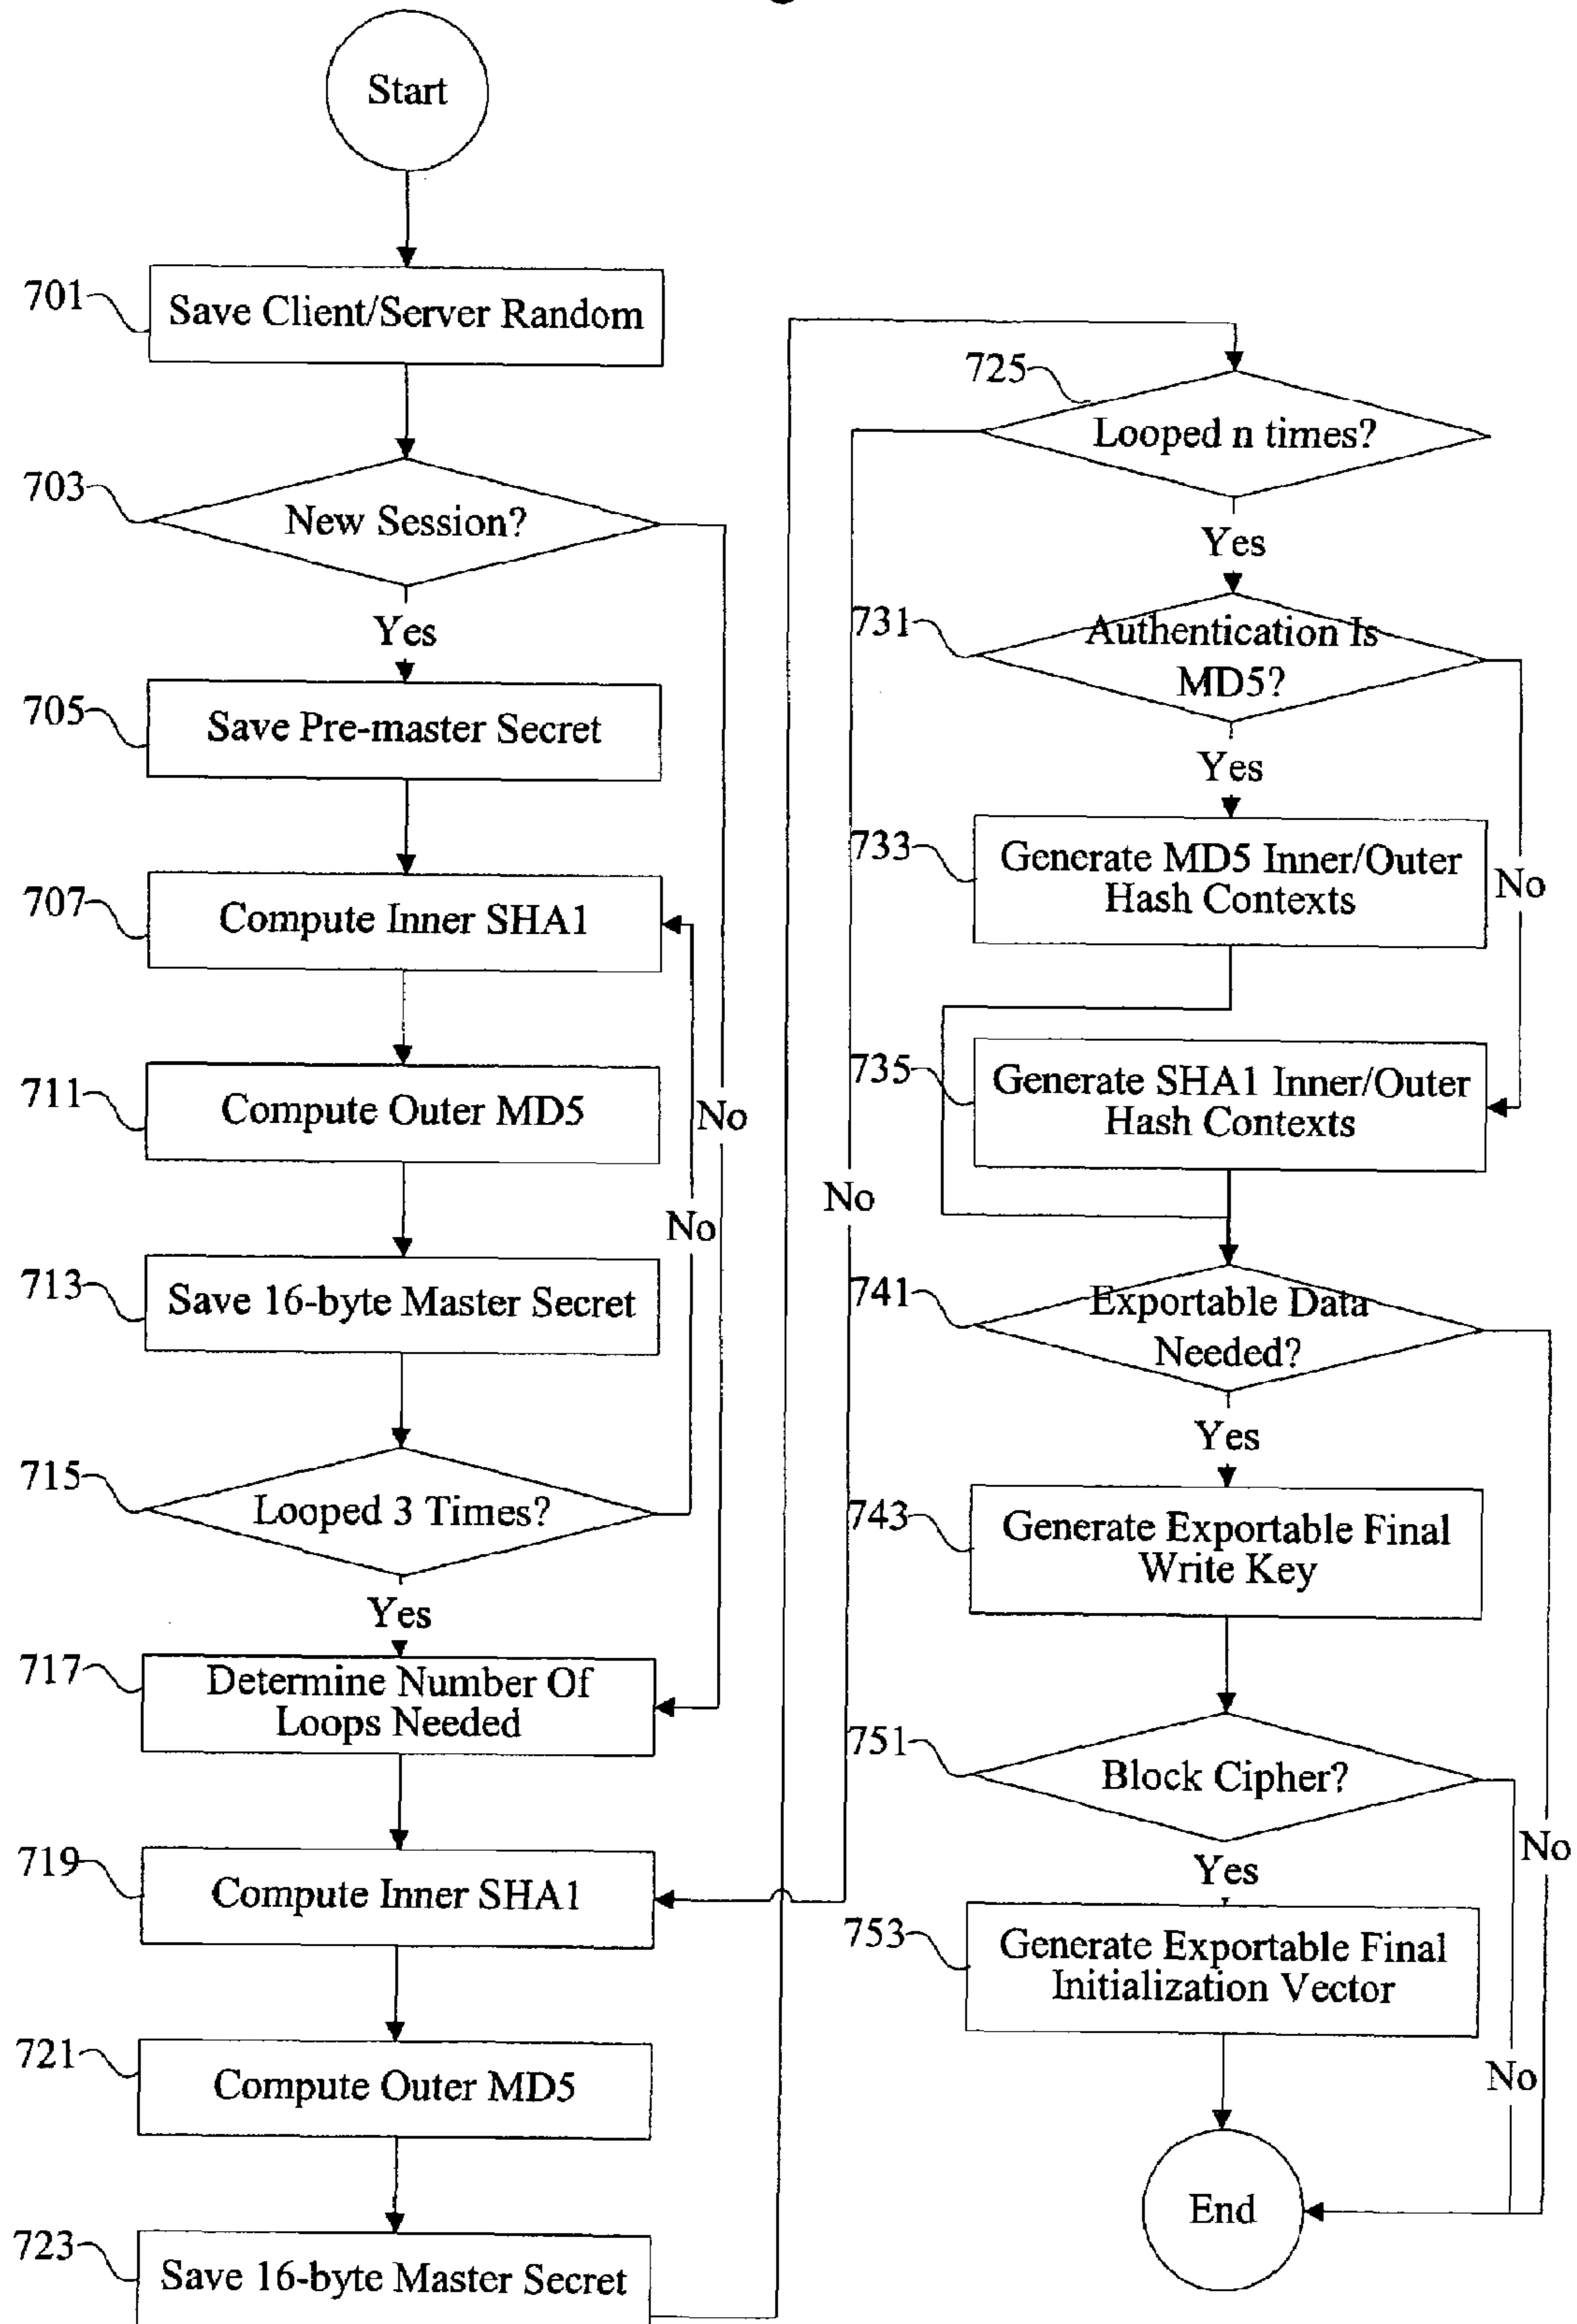 Start
701
Save Client/Server Random
703
New Session?
Yes
705
Save Pre-master Secret
707
Compute Inner SHA1
711
Compute Outer MD5
No
713
Save 16-byte Master Secret
No
715
Looped 3 Times?
Yes
717
Determine Number Of
Loops Needed
719
Compute Inner SHA1
721
Compute Outer MD5
723
Save 16-byte Master Secret
725
Looped n times?
Yes
No
731
Authentication Is
MD5?
Yes
No
733
Generate MD5 Inner/Outer
Hash Contexts
735
Generate SHA1 Inner/Outer
Hash Contexts
741
Exportable Data
Needed?
Yes
No
743
Generate Exportable Final
Write Key
751
Block Cipher?
Yes
No
753
Generate Exportable Final
Initialization Vector
End